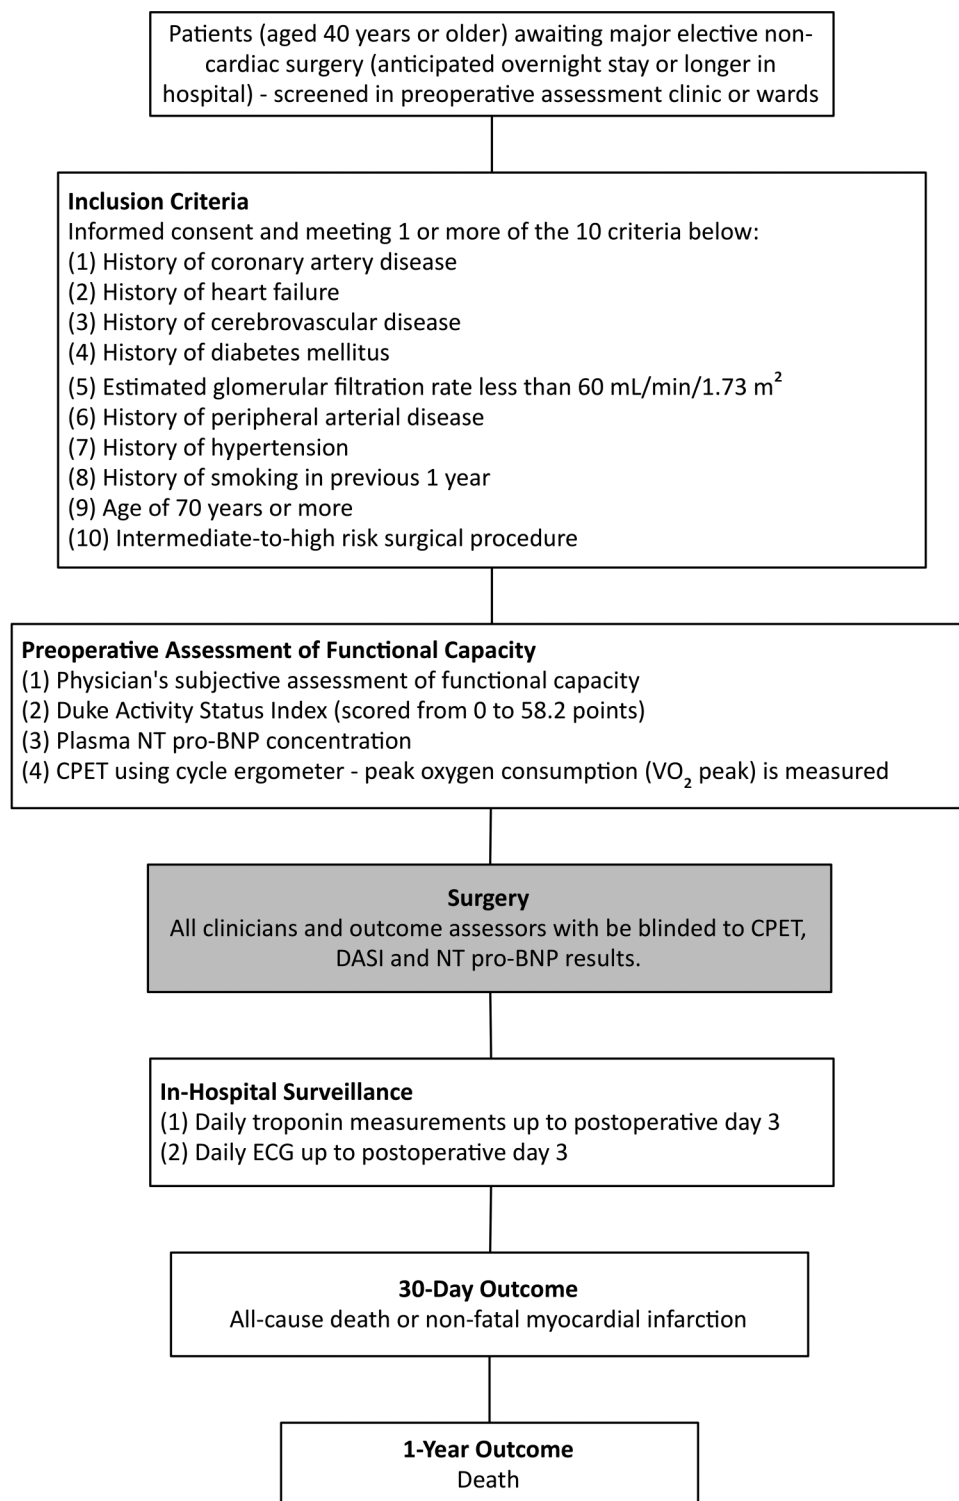 Patients (aged 40 years or older) awaiting major elective non-
cardiac surgery (anticipated overnight stay or longer in
hospital) - screened in preoperative assessment clinic or wards
Inclusion Criteria
Informed consent and meeting 1 or more of the 10 criteria below:
(1) History of coronary artery disease
(2) History of heart failure
(3) History of cerebrovascular disease
(4) History of diabetes mellitus
(5) Estimated glomerular filtration rate less than 60 mL/min/1.73 m²
(6) History of peripheral arterial disease
(7) History of hypertension
(8) History of smoking in previous 1 year
(9) Age of 70 years or more
(10) Intermediate-to-high risk surgical procedure
Preoperative Assessment of Functional Capacity
(1) Physician's subjective assessment of functional capacity
(2) Duke Activity Status Index (scored from 0 to 58.2 points)
(3) Plasma NT pro-BNP concentration
(4) CPET using cycle ergometer - peak oxygen consumption (VO₂ peak) is measured
Surgery
All clinicians and outcome assessors with be blinded to CPET,
DASI and NT pro-BNP results.
In-Hospital Surveillance
(1) Daily troponin measurements up to postoperative day 3
(2) Daily ECG up to postoperative day 3
30-Day Outcome
All-cause death or non-fatal myocardial infarction
1-Year Outcome
Death